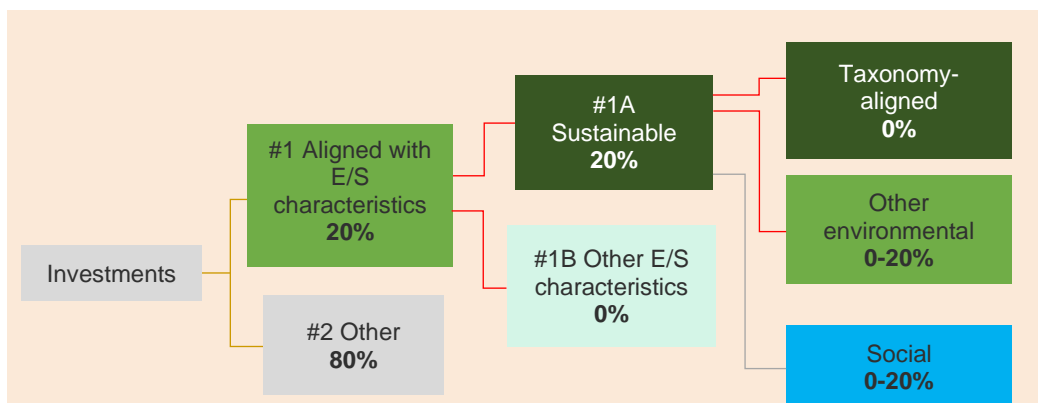 Investments
#1 Aligned with
E/S
characteristics
20%
#2 Other
80%
#1A
Sustainable
20%
#1B Other E/S
characteristics
0%
Taxonomy-
aligned
0%
Other
environmental
0-20%
Social
0-20%